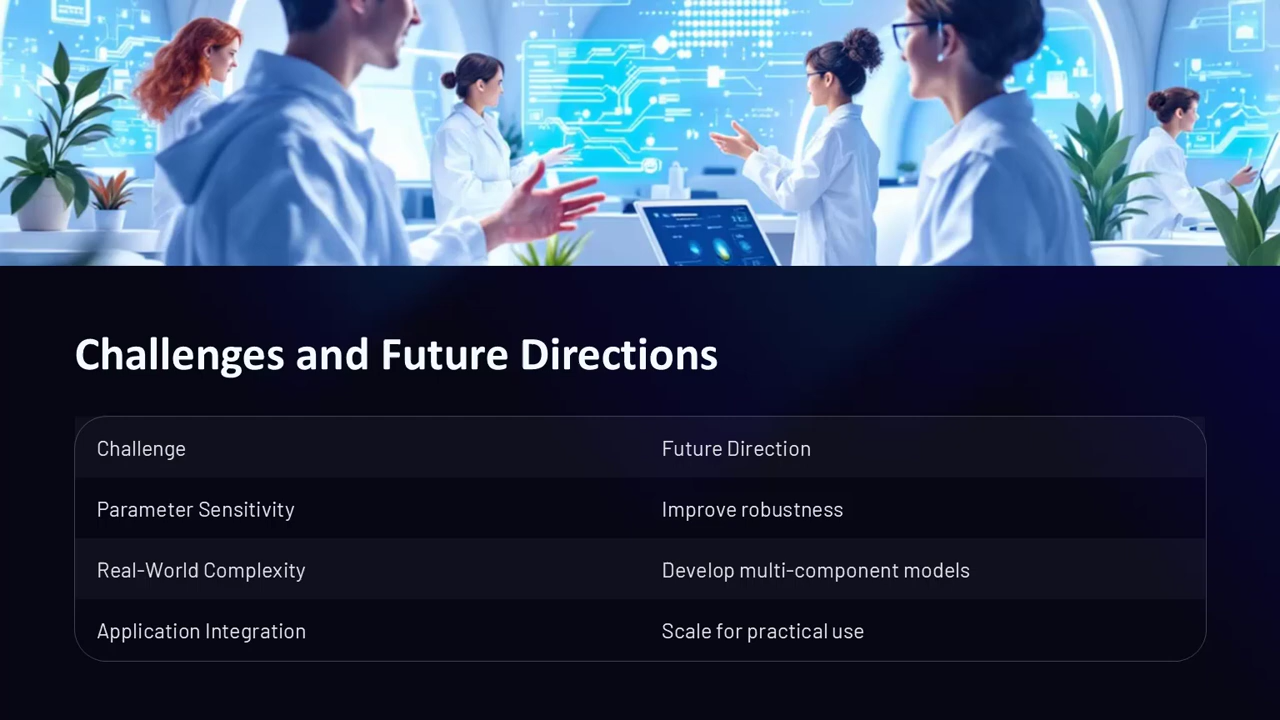 Challenges and Future Directions
Challenge Future Direction
Parameter Sensitivity Improve robustness
Real-World Complexity Develop multi-component models
Application Integration Scale for practical use